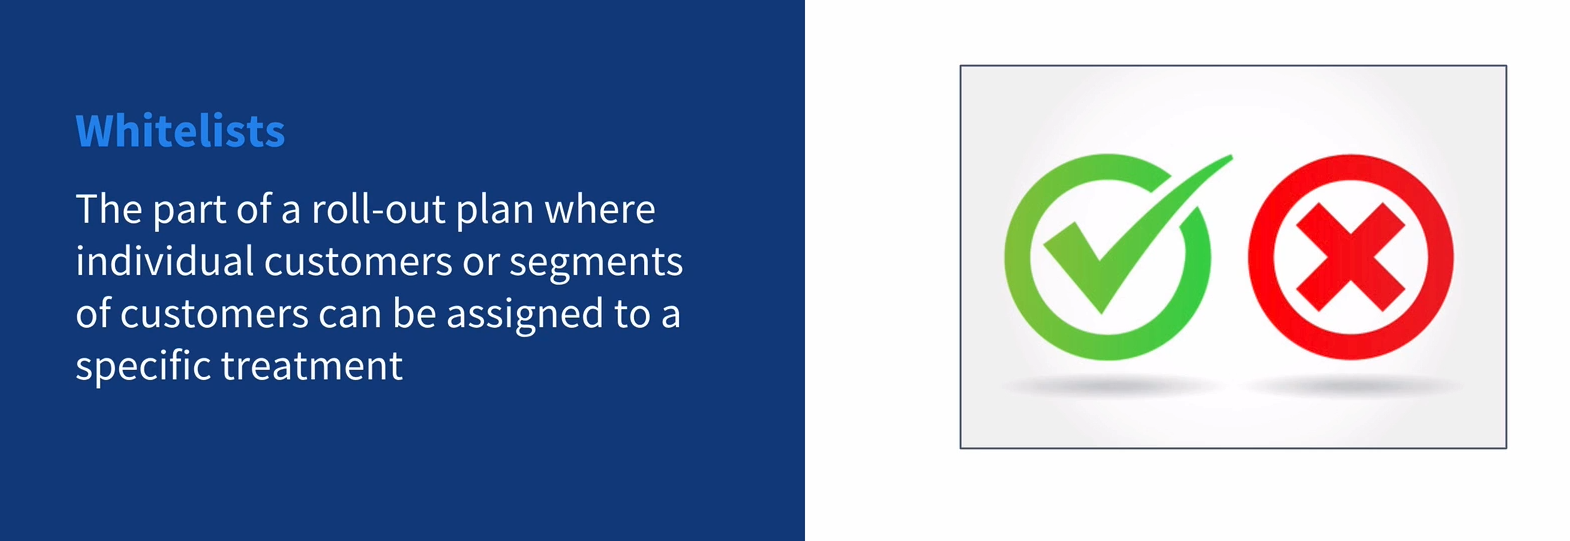 Whitelists
The part of a roll-out plan where
individual customers or segments
of customers can be assigned to a
specific treatment